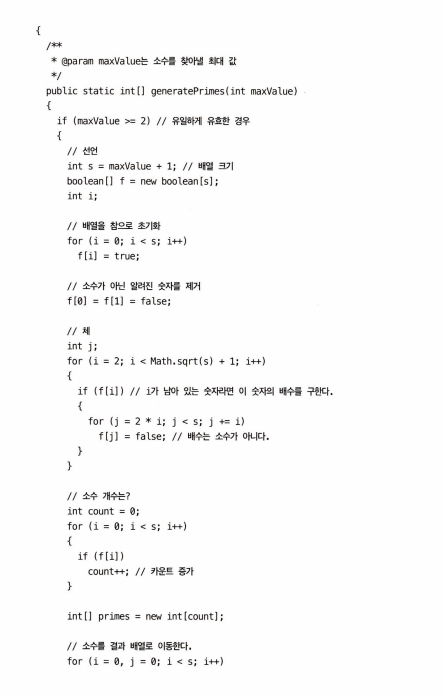 {
/**
* @param maxValue는 소수를 찾아낼 최대 값
*/
public static int[] generatePrimes(int maxValue)
{
if (maxValue >= 2) // 유일하게 유효한 경우
{
// 선언
int s = maxValue + 1; // 배열 크기
boolean[] f = new boolean[s];
int i;
// 배열을 참으로 초기화
for (i = 0; i < s; i++)
f[i] = true;
// 소수가 아닌 알려진 숫자를 제거
f[0] = f[1] = false;
// 체
int j;
for (i = 2; i < Math.sqrt(s) + 1; i++)
{
if (f[i]) // i가 남아 있는 숫자라면 이 숫자의 배수를 구한다.
{
for (j = 2 * i; j < s; j += i)
f[j] = false; // 배수는 소수가 아니다.
}
}
// 소수 개수는?
int count = 0;
for (i = 0; i < s; i++)
{
if (f[i])
count++; // 카운트 증가
}
int[] primes = new int[count];
// 소수를 결과 배열로 이동한다.
for (i = 0, j = 0; i < s; i++)